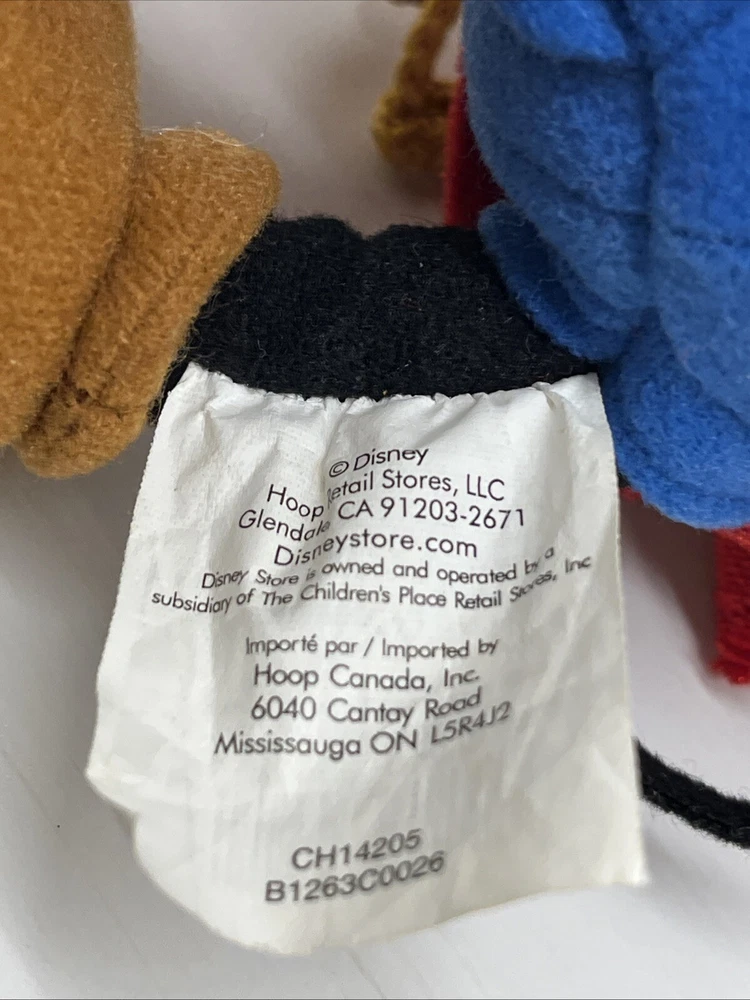 © Disney
Hoop Retail Stores, LLC
Glendale CA 91203-2671
Disneystore.com
Disney Store is owned and operated by a
subsidiary of The Children's Place Retail Stores, Inc
Importé par / Imported by
Hoop Canada, Inc.
6040 Cantay Road
Mississauga ON L5R4J2
CH14205
B1263C0026